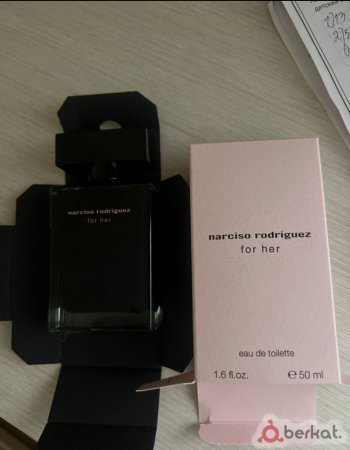 narciso rodriguez
for her
narciso rodriguez
for her
eau de toilette
1.6 fl.oz. ℮ 50 ml
berkat.